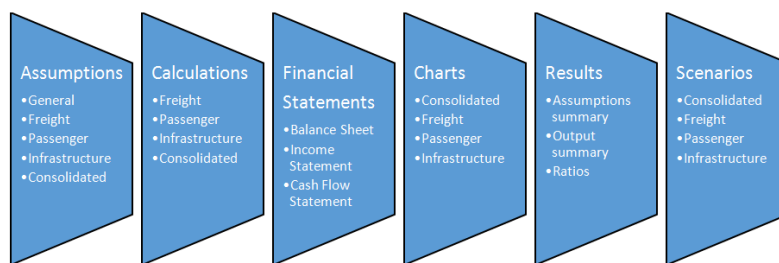 Assumptions
•General
•Freight
•Passenger
•Infrastructure
•Consolidated
Calculations
•Freight
•Passenger
•Infrastructure
•Consolidated
Financial
Statements
•Balance Sheet
•Income
Statement
•Cash Flow
Statement
Charts
•Consolidated
•Freight
•Passenger
•Infrastructure
Results
•Assumptions
summary
•Output
summary
•Ratios
Scenarios
•Consolidated
•Freight
•Passenger
•Infrastructure